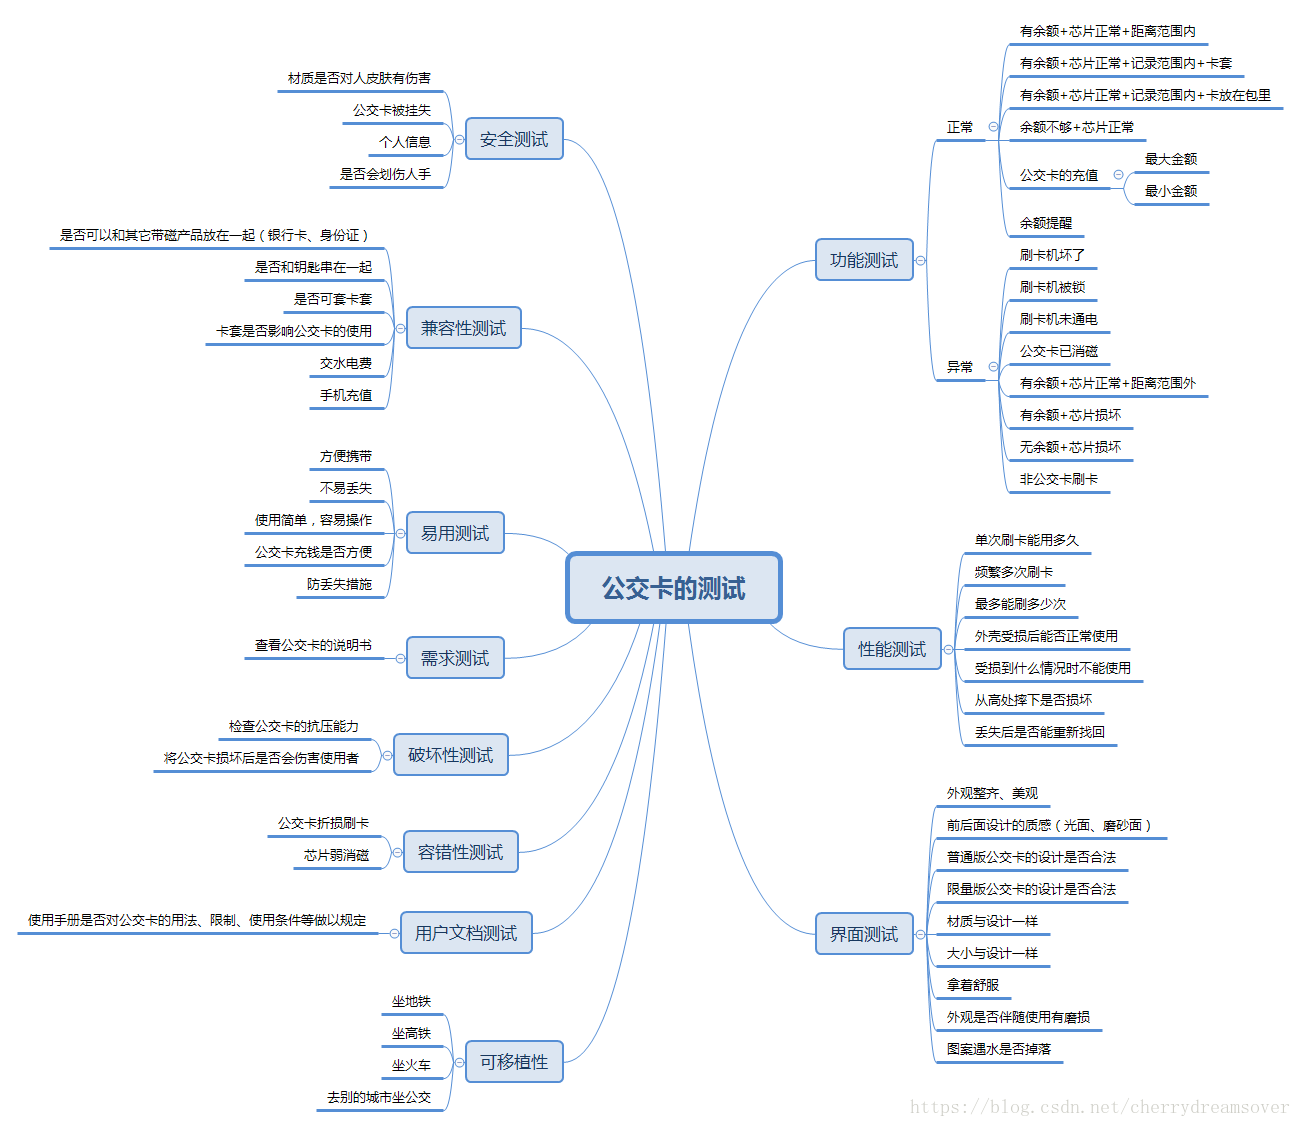 公交卡的测试
功能测试
正常
有余额+芯片正常+距离范围内
有余额+芯片正常+记录范围内+卡套
有余额+芯片正常+记录范围内+卡放在包里
余额不够+芯片正常
公交卡的充值
最大金额
最小金额
余额提醒
异常
刷卡机坏了
刷卡机被锁
刷卡机未通电
公交卡已消磁
有余额+芯片正常+距离范围外
有余额+芯片损坏
无余额+芯片损坏
非公交卡刷卡
性能测试
单次刷卡能用多久
频繁多次刷卡
最多能刷多少次
外壳受损后能否正常使用
受损到什么情况时不能使用
从高处摔下是否损坏
丢失后是否能重新找回
界面测试
外观整齐、美观
前后面设计的质感（光面、磨砂面）
普通版公交卡的设计是否合法
限量版公交卡的设计是否合法
材质与设计一样
大小与设计一样
拿着舒服
外观是否伴随使用有磨损
图案遇水是否掉落
安全测试
材质是否对人皮肤有伤害
公交卡被挂失
个人信息
是否会划伤人手
兼容性测试
是否可以和其它带磁产品放在一起（银行卡、身份证）
是否和钥匙串在一起
是否可套卡套
卡套是否影响公交卡的使用
交水电费
手机充值
易用测试
方便携带
不易丢失
使用简单，容易操作
公交卡充钱是否方便
防丢失措施
需求测试
查看公交卡的说明书
破坏性测试
检查公交卡的抗压能力
将公交卡损坏后是否会伤害使用者
容错性测试
公交卡折损刷卡
芯片弱消磁
用户文档测试
使用手册是否对公交卡的用法、限制、使用条件等做以规定
可移植性
坐地铁
坐高铁
坐火车
去别的城市坐公交
https://blog.csdn.net/cherrydreamsover